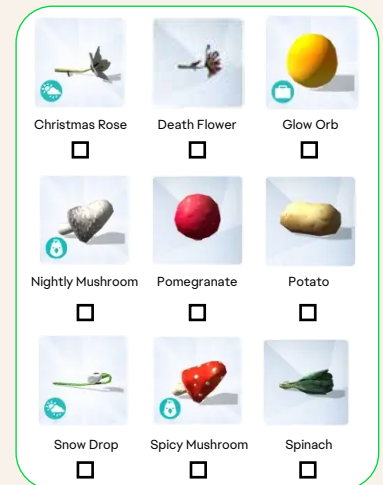 Christmas Rose Death Flower Glow Orb
Nightly Mushroom Pomegranate Potato
Snow Drop Spicy Mushroom Spinach